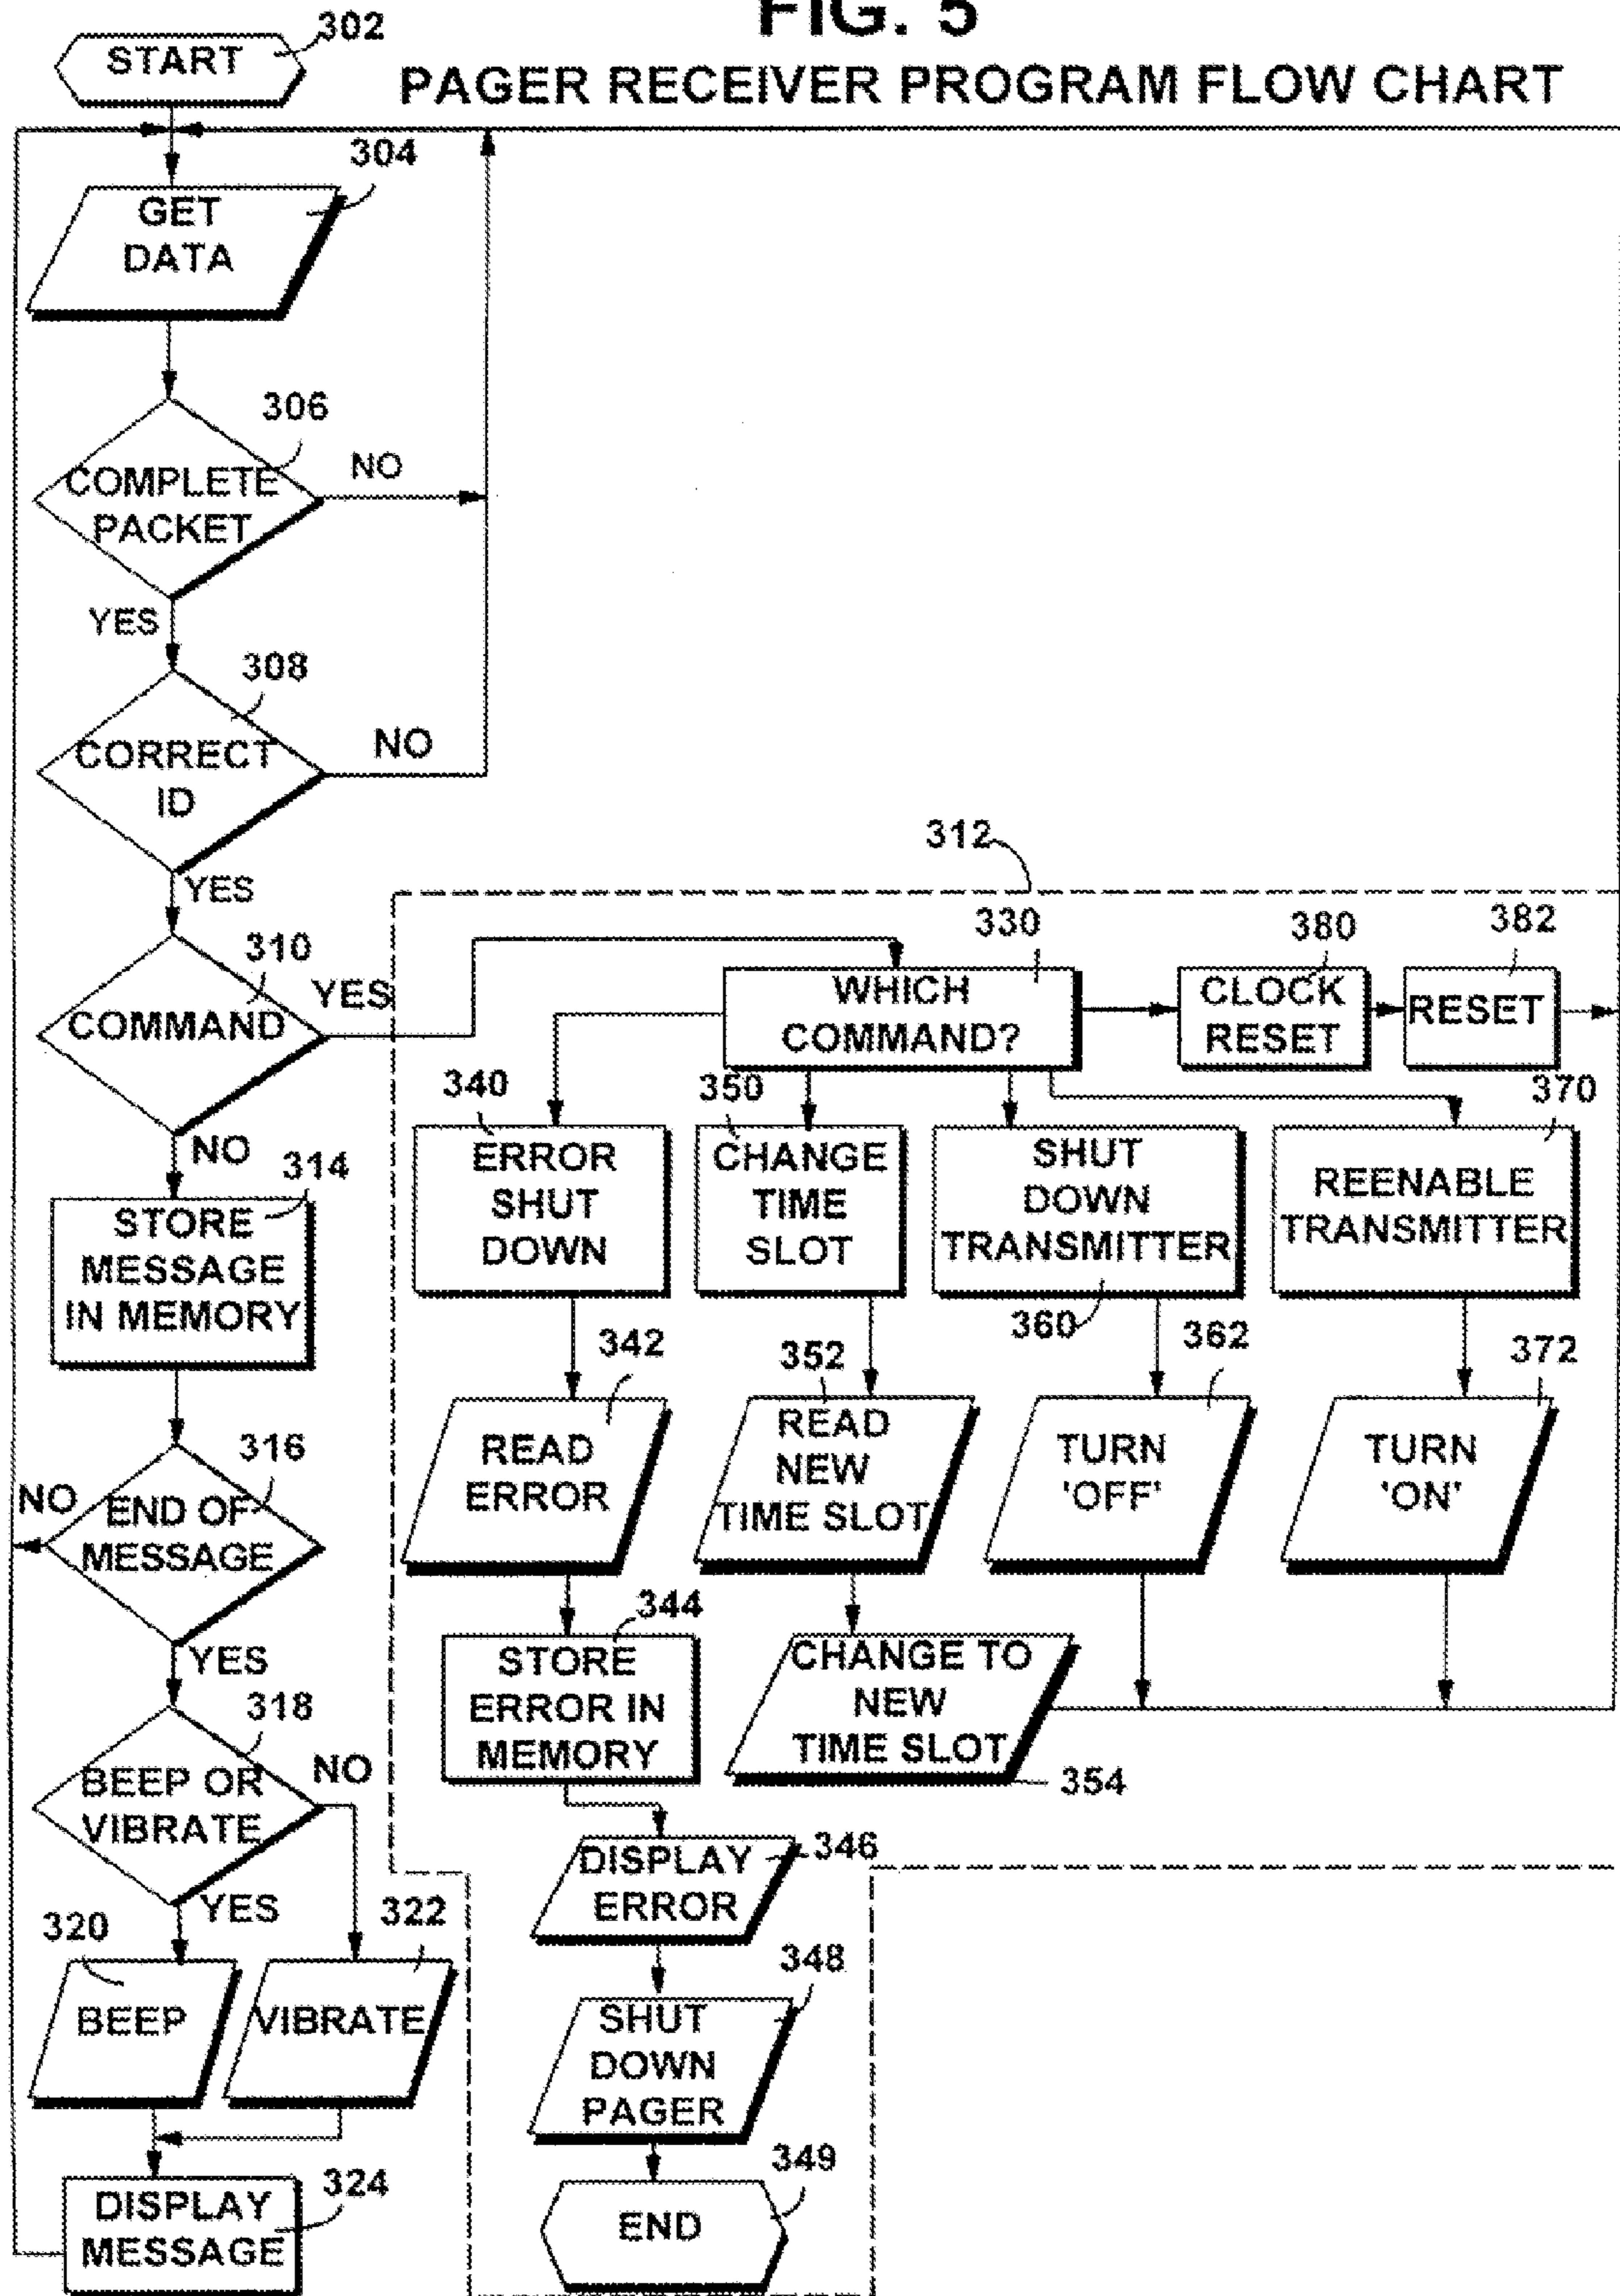 FIG. 5
PAGER RECEIVER PROGRAM FLOW CHART
START
302
304
GET
DATA
306
COMPLETE
PACKET
NO
YES
308
CORRECT
ID
NO
YES
310
COMMAND
YES
NO
312
330
WHICH
COMMAND?
380
CLOCK
RESET
382
RESET
314
STORE
MESSAGE
IN MEMORY
316
END OF
MESSAGE
NO
YES
318
BEEP OR
VIBRATE
NO
YES
320
BEEP
322
VIBRATE
324
DISPLAY
MESSAGE
340
ERROR
SHUT
DOWN
342
READ
ERROR
344
STORE
ERROR IN
MEMORY
346
DISPLAY
ERROR
348
SHUT
DOWN
PAGER
349
END
350
CHANGE
TIME
SLOT
352
READ
NEW
TIME SLOT
CHANGE TO
NEW
TIME SLOT
354
SHUT
DOWN
TRANSMITTER
360
362
TURN
'OFF'
370
REENABLE
TRANSMITTER
372
TURN
'ON'